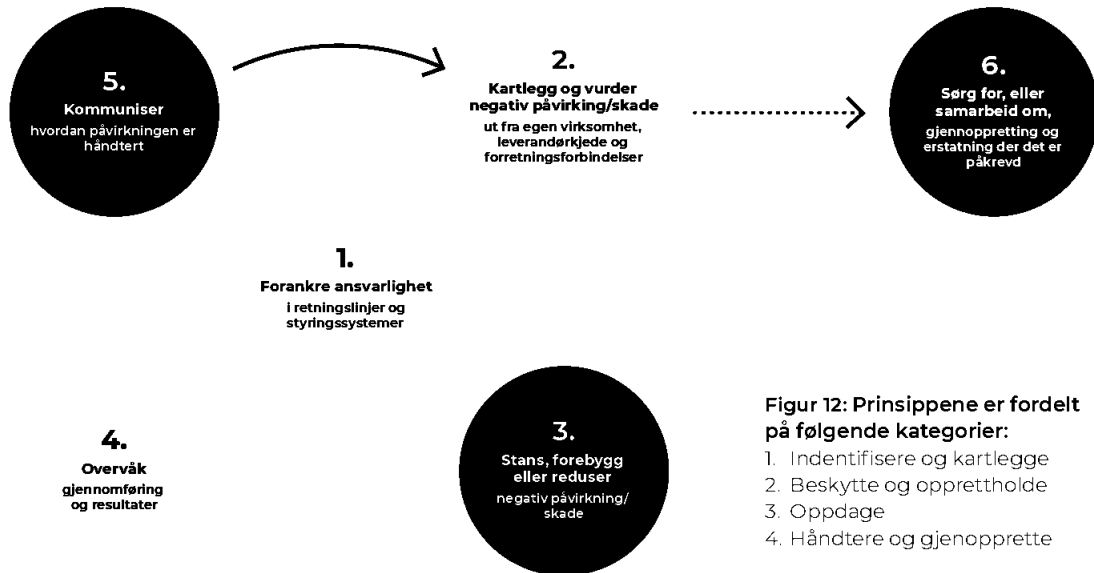 5.
Kommuniser
hvordan påvirkningen er
håndtert
2.
Kartlegg og vurder
negativ påvirking/skade
ut fra egen virksomhet,
leverandørkjede og
forretningsforbindelser
6.
Sørg for, eller
samarbeid om,
gjennoppretting og
erstatning der det er
påkrevd
1.
Forankre ansvarlighet
i retningslinjer og
styringssystemer
4.
Overvåk
gjennomføring
og resultater
3.
Stans, forebygg
eller reduser
negativ påvirkning/
skade
Figur 12: Prinsippene er fordelt
på følgende kategorier:
1. Indentifisere og kartlegge
2. Beskytte og opprettholde
3. Oppdage
4. Håndtere og gjenopprette